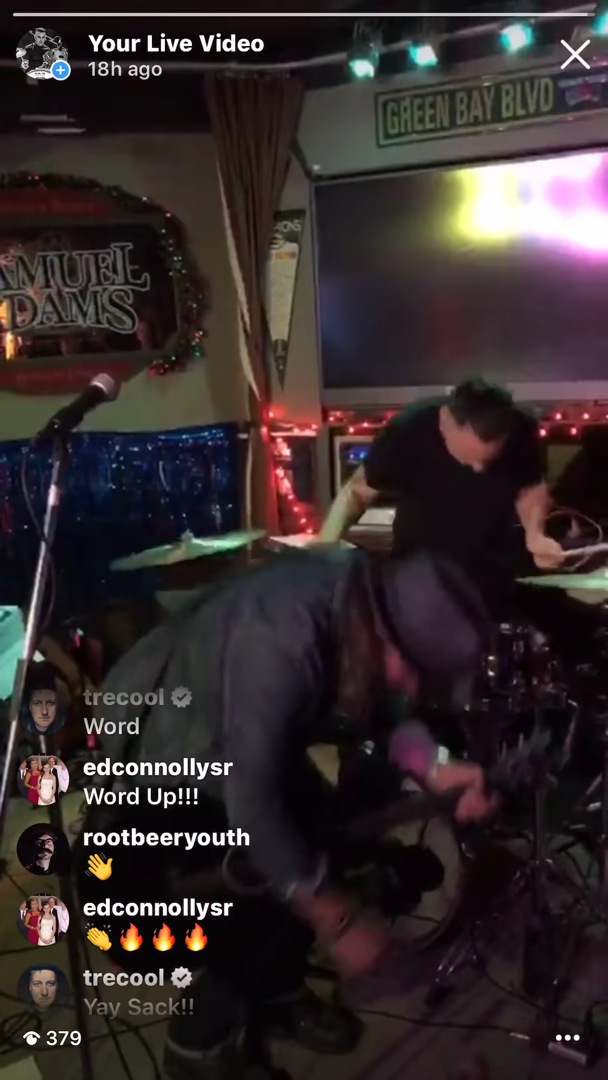 Your Live Video
18h ago
GREEN BAY BLVD
AMUEL
DAMS
trecool
Word
edconnollysr
Word Up!!!
rootbeeryouth
👋
edconnollysr
👏🔥🔥🔥
trecool
Yay Sack!!
379